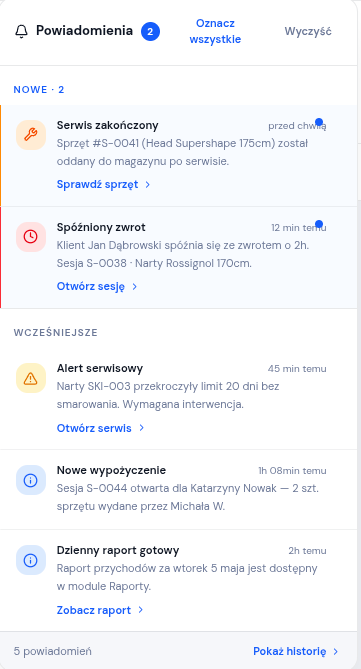 Powiadomienia 2 Oznacz wszystkie Wyczyść
NOWE · 2
Serwis zakończony przed chwilą
Sprzęt #S-0041 (Head Supershape 175cm) został
oddany do magazynu po serwisie.
Sprawdź sprzęt >
Spóźniony zwrot 12 min temu
Klient Jan Dąbrowski spóźnia się ze zwrotem o 2h.
Sesja S-0038 · Narty Rossignol 170cm.
Otwórz sesję >
WCZEŚNIEJSZE
Alert serwisowy 45 min temu
Narty SKI-003 przekroczyły limit 20 dni bez
smarowania. Wymagana interwencja.
Otwórz serwis >
Nowe wypożyczenie 1h 08min temu
Sesja S-0044 otwarta dla Katarzyny Nowak — 2 szt.
sprzętu wydane przez Michała W.
Dzienny raport gotowy 2h temu
Raport przychodów za wtorek 5 maja jest dostępny
w module Raporty.
Zobacz raport >
5 powiadomień Pokaż historię >